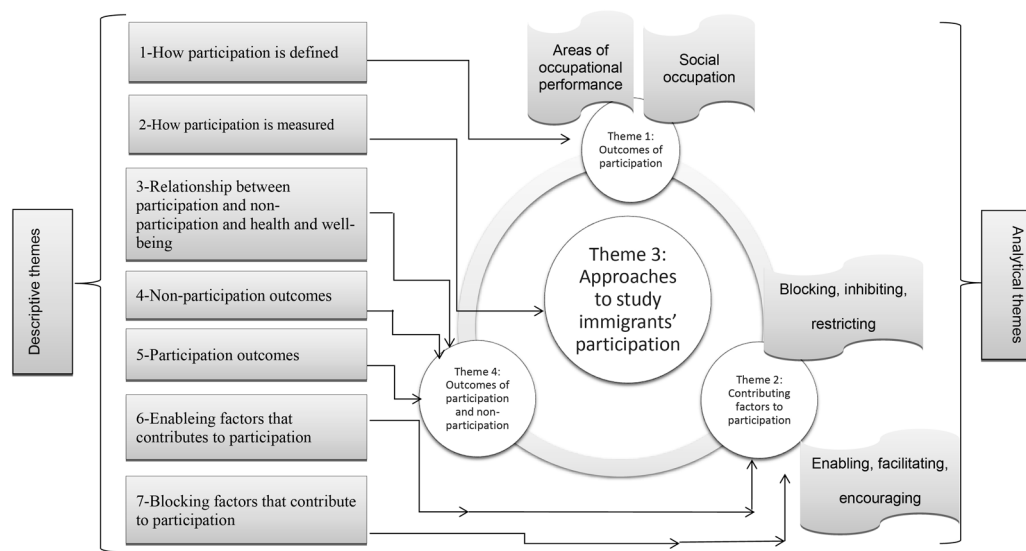 Descriptive themes
1-How participation is defined
2-How participation is measured
3-Relationship between
participation and non-
participation and health and well-
being
4-Non-participation outcomes
5-Participation outcomes
6-Enableing factors that
contributes to participation
7-Blocking factors that contribute
to participation
Areas of
occupational
performance
Social
occupation
Theme 1:
Outcomes of
participation
Theme 3:
Approaches
to study
immigrants’
participation
Theme 4:
Outcomes of
participation
and non-
participation
Blocking, inhibiting,
restricting
Theme 2:
Contributing
factors to
participation
Enabling, facilitating,
encouraging
Analytical themes